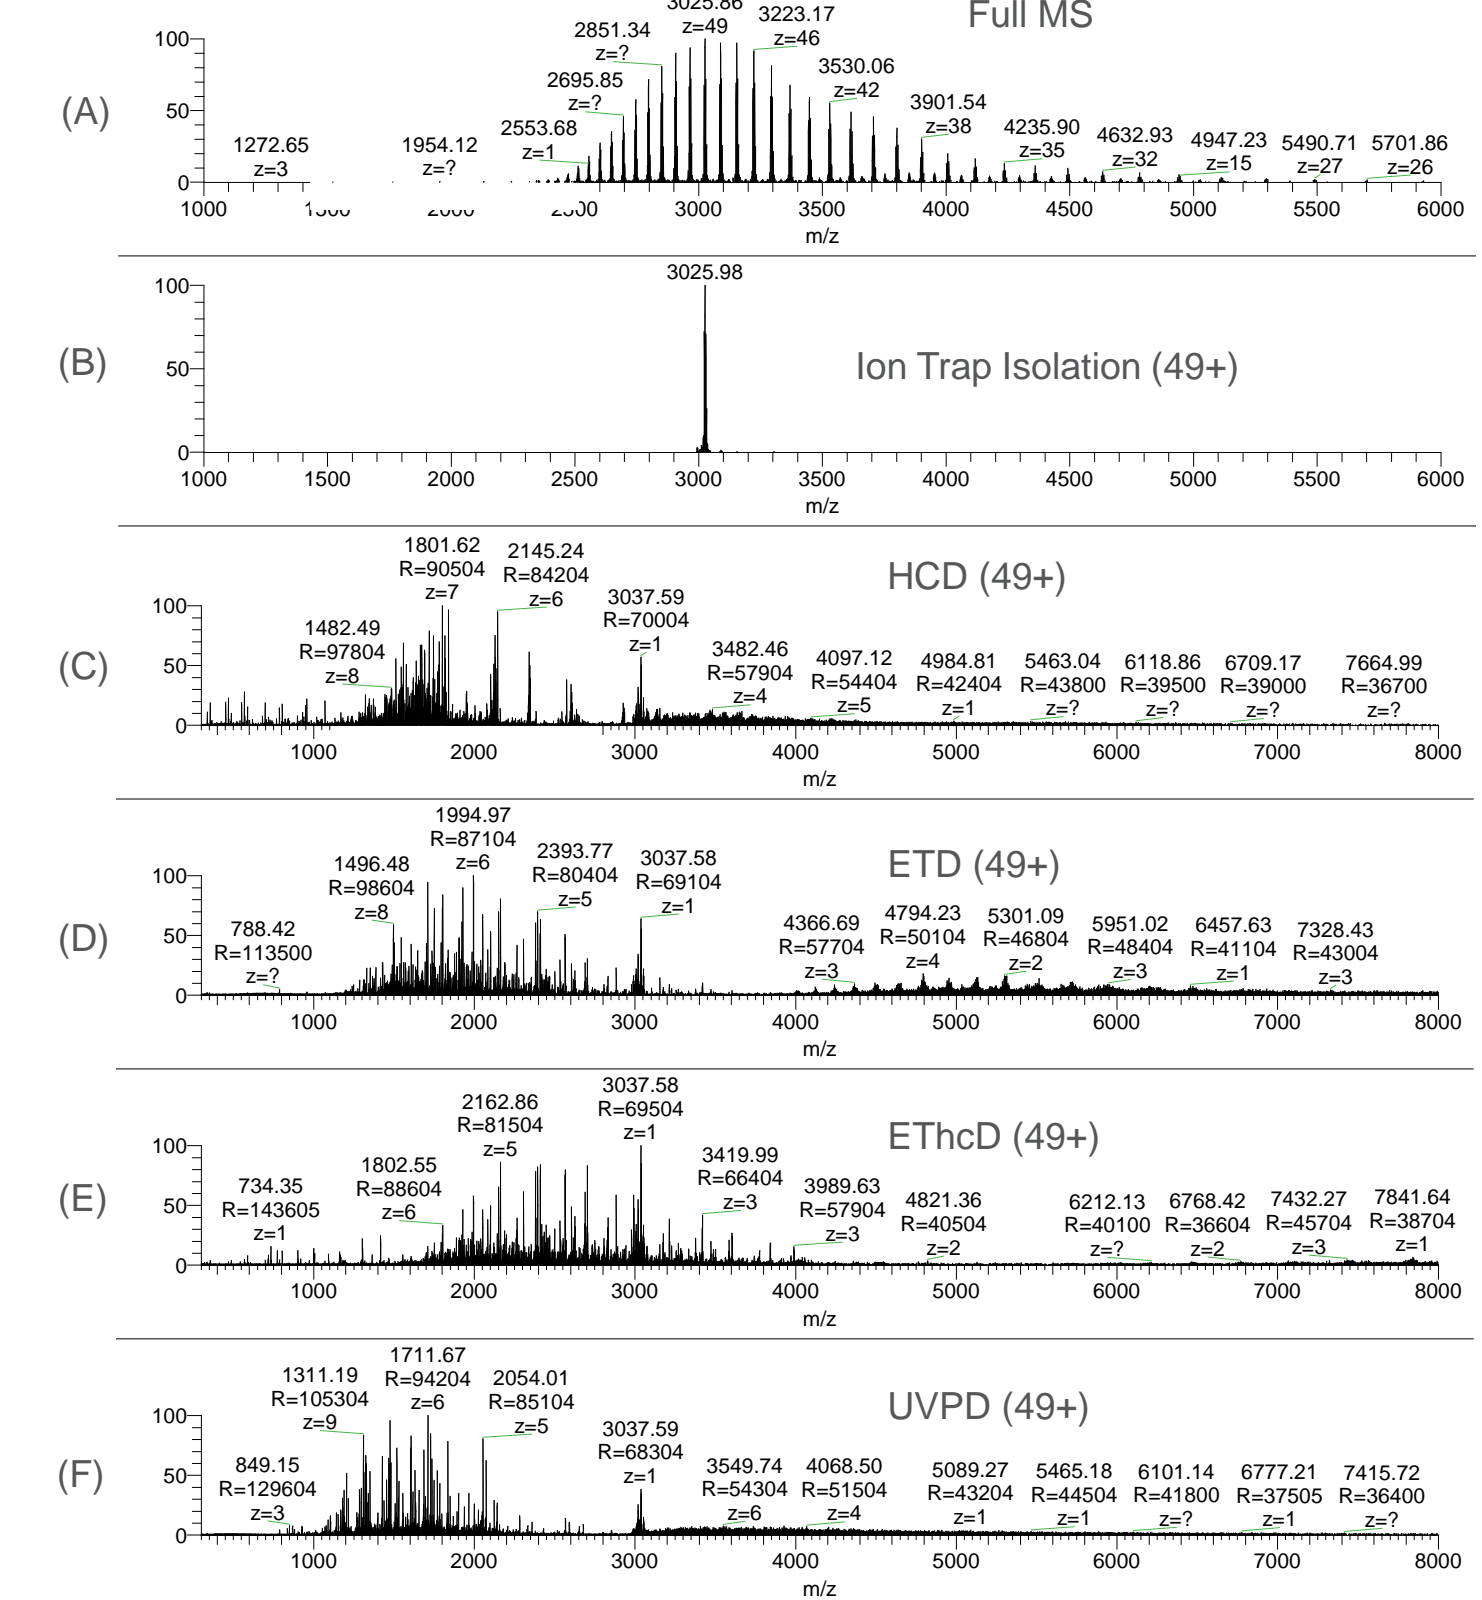 Full MS
(A)
3025.86
z=49
3223.17
z=46
2851.34
z=?
2695.85
z=?
3530.06
z=42
3901.54
z=38
2553.68
z=1
1272.65
z=3
1954.12
z=?
4235.90
z=35
4632.93
z=32
4947.23
z=15
5490.71
z=27
5701.86
z=26
100
50
0
1000 1500 2000 2500 3000 3500 4000 4500 5000 5500 6000
m/z
(B)
3025.98
Ion Trap Isolation (49+)
100
50
0
1000 1500 2000 2500 3000 3500 4000 4500 5000 5500 6000
m/z
(C)
HCD (49+)
1801.62
R=90504
z=7
2145.24
R=84204
z=6
1482.49
R=97804
z=8
3037.59
R=70004
z=1
3482.46
R=57904
z=4
4097.12
R=54404
z=5
4984.81
R=42404
z=1
5463.04
R=43800
z=?
6118.86
R=39500
z=?
6709.17
R=39000
z=?
7664.99
R=36700
z=?
100
50
0
1000 2000 3000 4000 5000 6000 7000 8000
m/z
(D)
ETD (49+)
1994.97
R=87104
z=6
1496.48
R=98604
z=8
2393.77
R=80404
z=5
3037.58
R=69104
z=1
788.42
R=113500
z=?
4366.69
R=57704
z=3
4794.23
R=50104
z=4
5301.09
R=46804
z=2
5951.02
R=48404
z=3
6457.63
R=41104
z=1
7328.43
R=43004
z=3
100
50
0
1000 2000 3000 4000 5000 6000 7000 8000
m/z
(E)
EThcD (49+)
3037.58
R=69504
z=1
2162.86
R=81504
z=5
1802.55
R=88604
z=6
734.35
R=143605
z=1
3419.99
R=66404
z=3
3989.63
R=57904
z=3
4821.36
R=40504
z=2
6212.13
R=40100
z=?
6768.42
R=36604
z=2
7432.27
R=45704
z=3
7841.64
R=38704
z=1
100
50
0
1000 2000 3000 4000 5000 6000 7000 8000
m/z
(F)
UVPD (49+)
1711.67
R=94204
z=6
1311.19
R=105304
z=9
2054.01
R=85104
z=5
3037.59
R=68304
z=1
849.15
R=129604
z=3
3549.74
R=54304
z=6
4068.50
R=51504
z=4
5089.27
R=43204
z=1
5465.18
R=44504
z=1
6101.14
R=41800
z=?
6777.21
R=37505
z=1
7415.72
R=36400
z=?
100
50
0
1000 2000 3000 4000 5000 6000 7000 8000
m/z